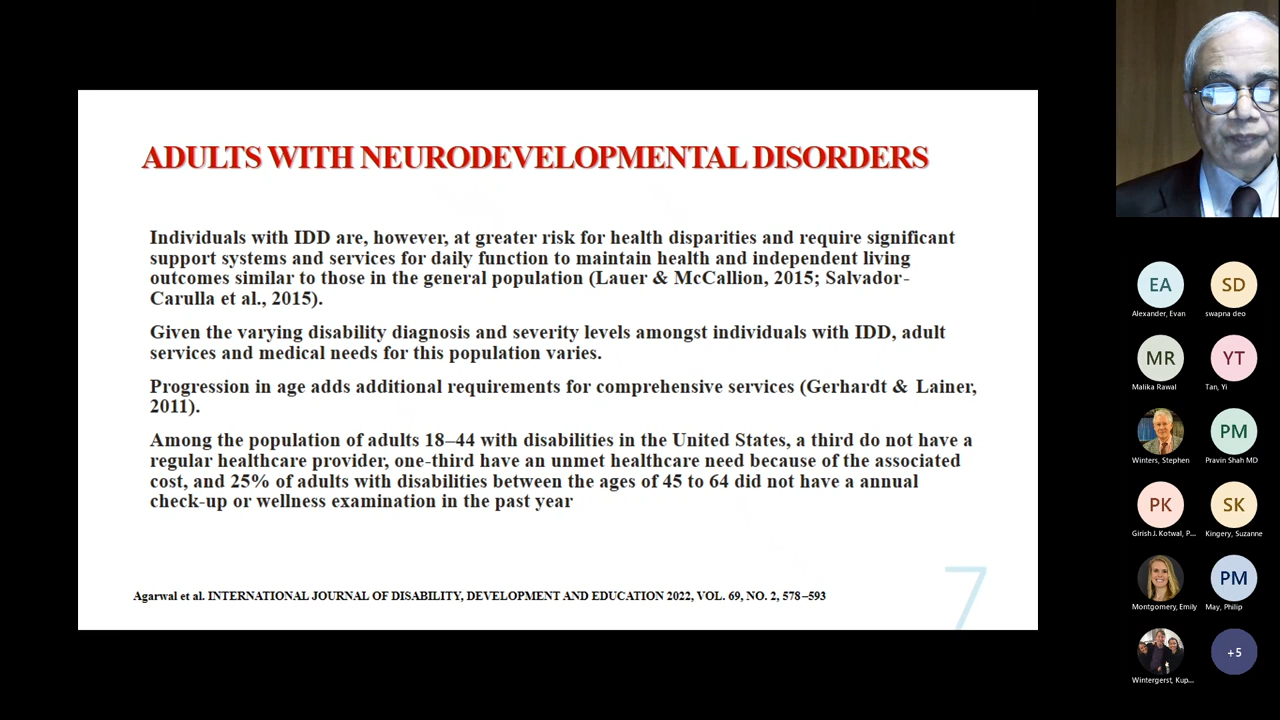 ADULTS WITH NEURODEVELOPMENTAL DISORDERS
Individuals with IDD are, however, at greater risk for health disparities and require significant
support systems and services for daily function to maintain health and independent living
outcomes similar to those in the general population (Lauer & McCallion, 2015; Salvador-
Carulla et al., 2015).
Given the varying disability diagnosis and severity levels amongst individuals with IDD, adult
services and medical needs for this population varies.
Progression in age adds additional requirements for comprehensive services (Gerhardt & Lainer,
2011).
Among the population of adults 18–44 with disabilities in the United States, a third do not have a
regular healthcare provider, one-third have an unmet healthcare need because of the associated
cost, and 25% of adults with disabilities between the ages of 45 to 64 did not have a annual
check-up or wellness examination in the past year
Agarwal et al. INTERNATIONAL JOURNAL OF DISABILITY, DEVELOPMENT AND EDUCATION 2022, VOL. 69, NO. 2, 578–593
7
EA
Alexander, Evan
SD
swapna deo
MR
Malika Rawal
YT
Tan, Yi
Winters, Stephen
PM
Pravin Shah MD
PK
Girish J. Kotwal, P...
SK
Kingery, Suzanne
Montgomery, Emily
PM
May, Philip
Wintergerst, Kup...
+5